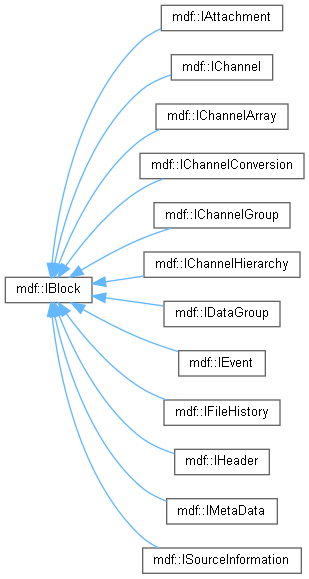 mdf::IAttachment
mdf::IChannel
mdf::IChannelArray
mdf::IChannelConversion
mdf::IChannelGroup
mdf::IChannelHierarchy
mdf::IBlock
mdf::IDataGroup
mdf::IEvent
mdf::IFileHistory
mdf::IHeader
mdf::IMetaData
mdf::ISourceInformation